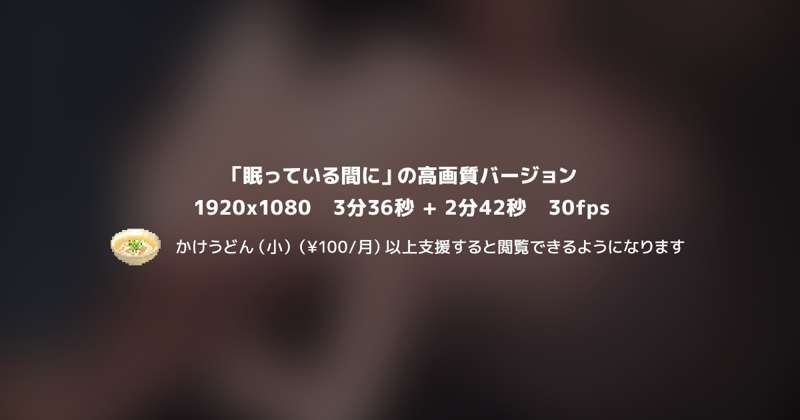 「眠っている間に」の高画質バージョン
1920x1080　3分36秒 + 2分42秒　30fps
かけうどん（小）（¥100/月）以上支援すると閲覧できるようになります